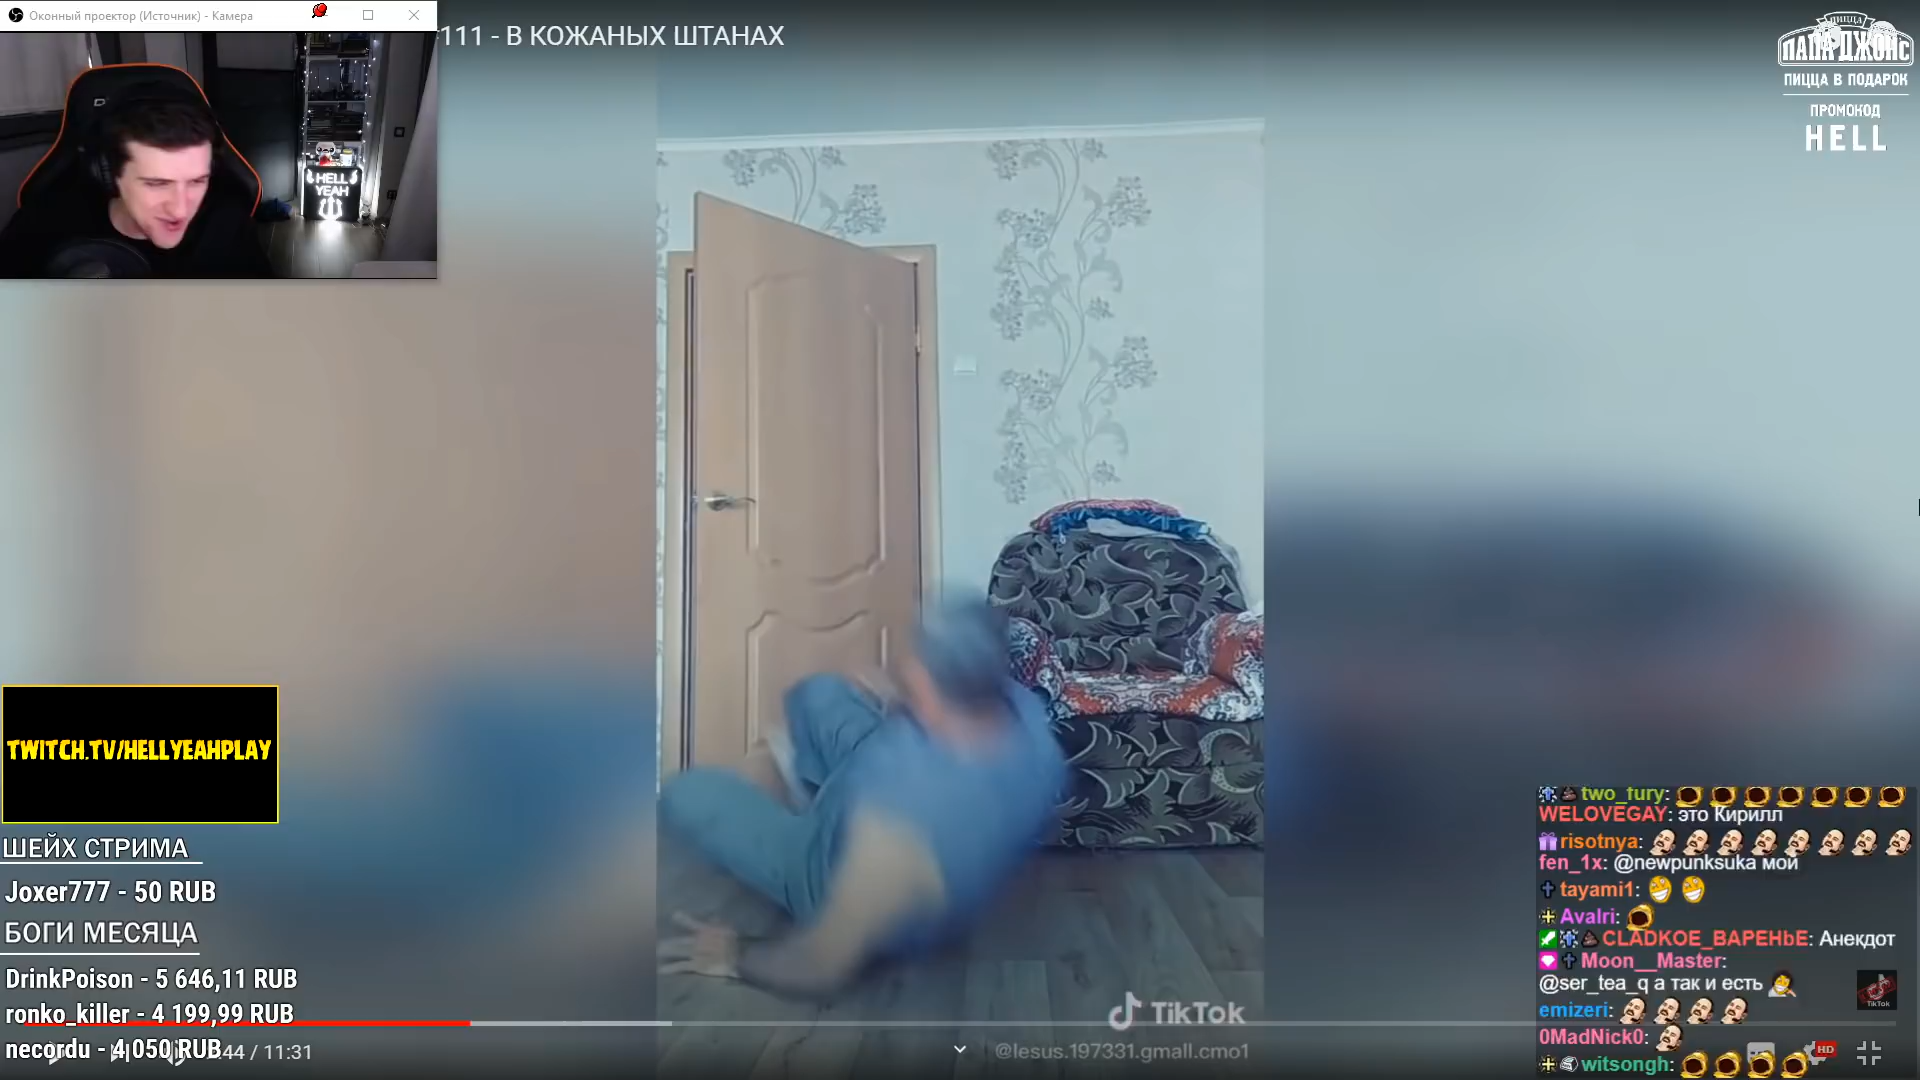 Оконный проектор (Источник) - Камера
111 - В КОЖАНЫХ ШТАНАХ
ПИЦЦА
ПАПА ДЖОНС
ПИЦЦА В ПОДАРОК
ПРОМОКОД
HELL
HELL
YEAH
TWITCH.TV/HELLYEAHPLAY
ШЕЙХ СТРИМА
Joxer777 - 50 RUB
БОГИ МЕСЯЦА
DrinkPoison - 5 646,11 RUB
ronko_killer - 4 199,99 RUB
necordu - 4 050 RUB
:44 / 11:31
TikTok
@lesus.197331.gmall.cmo1
two_fury:
WELOVEGAY: это Кирилл
risotnya:
fen_1x: @newpunksuka мой
tayami1:
Avalri:
CLADKOE_BAPEHbE: Анекдот
Moon__Master:
@ser_tea_q а так и есть
TikTok
emizeri:
0MadNick0:
HD
witsongh: